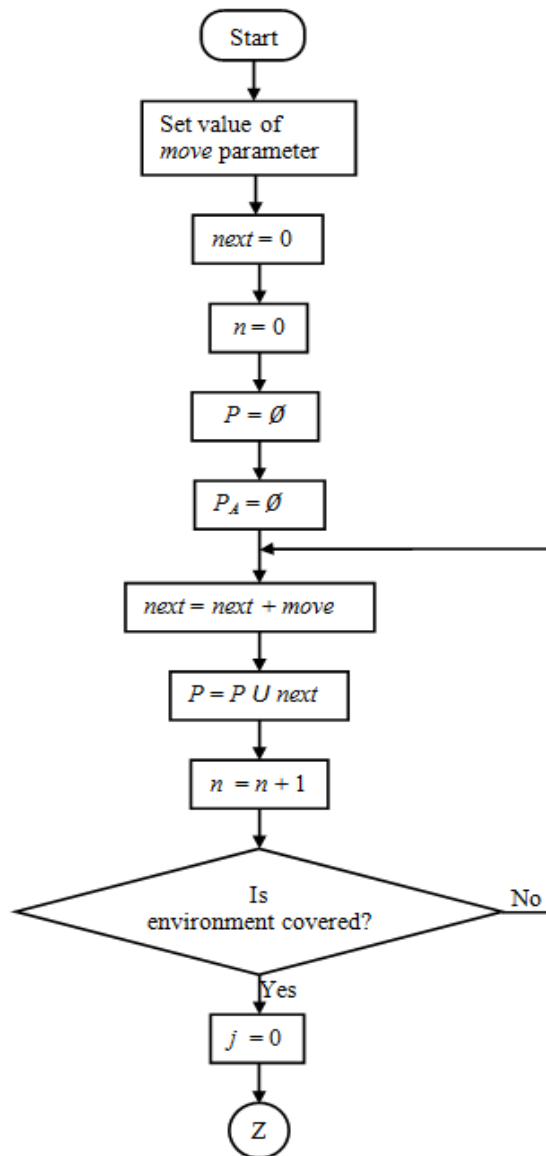 Start
Set value of
move parameter
next = 0
n = 0
P = Ø
P_A = Ø
next = next + move
P = P U next
n = n + 1
Is
environment covered?
No
Yes
j = 0
Z